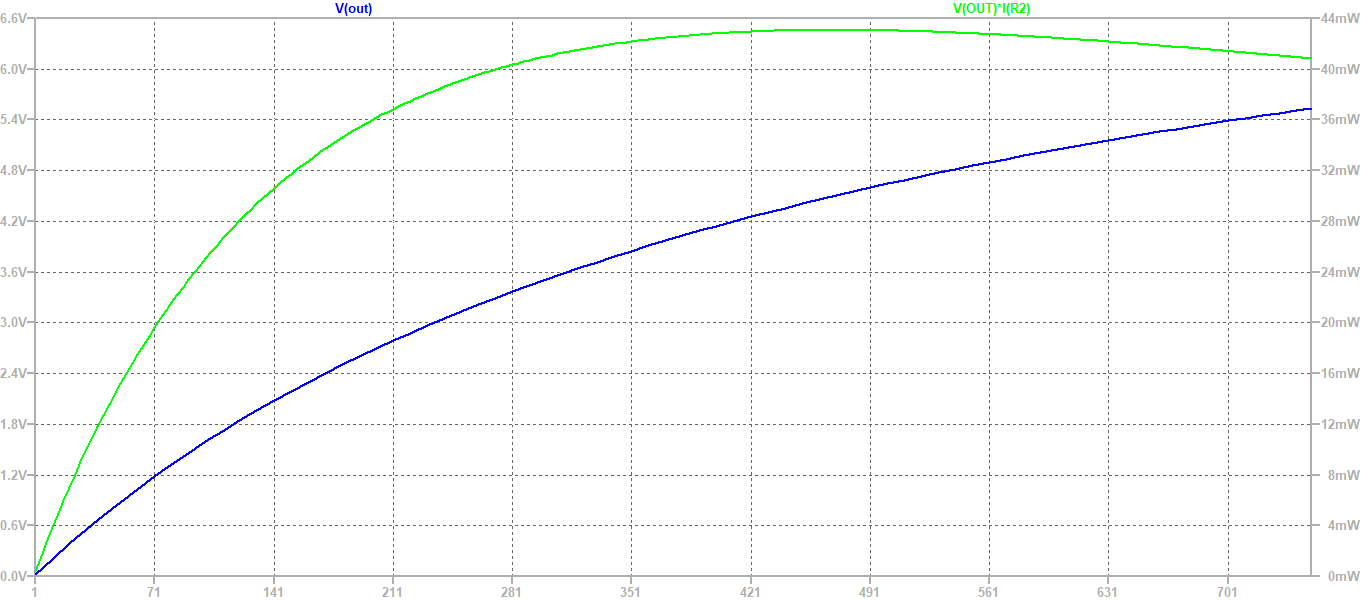 V(out) V(OUT)*I(R2)
6.6V 44mW
6.0V 40mW
5.4V 36mW
4.8V 32mW
4.2V 28mW
3.6V 24mW
3.0V 20mW
2.4V 16mW
1.8V 12mW
1.2V 8mW
0.6V 4mW
0.0V 0mW
1 71 141 211 281 351 421 491 561 631 701